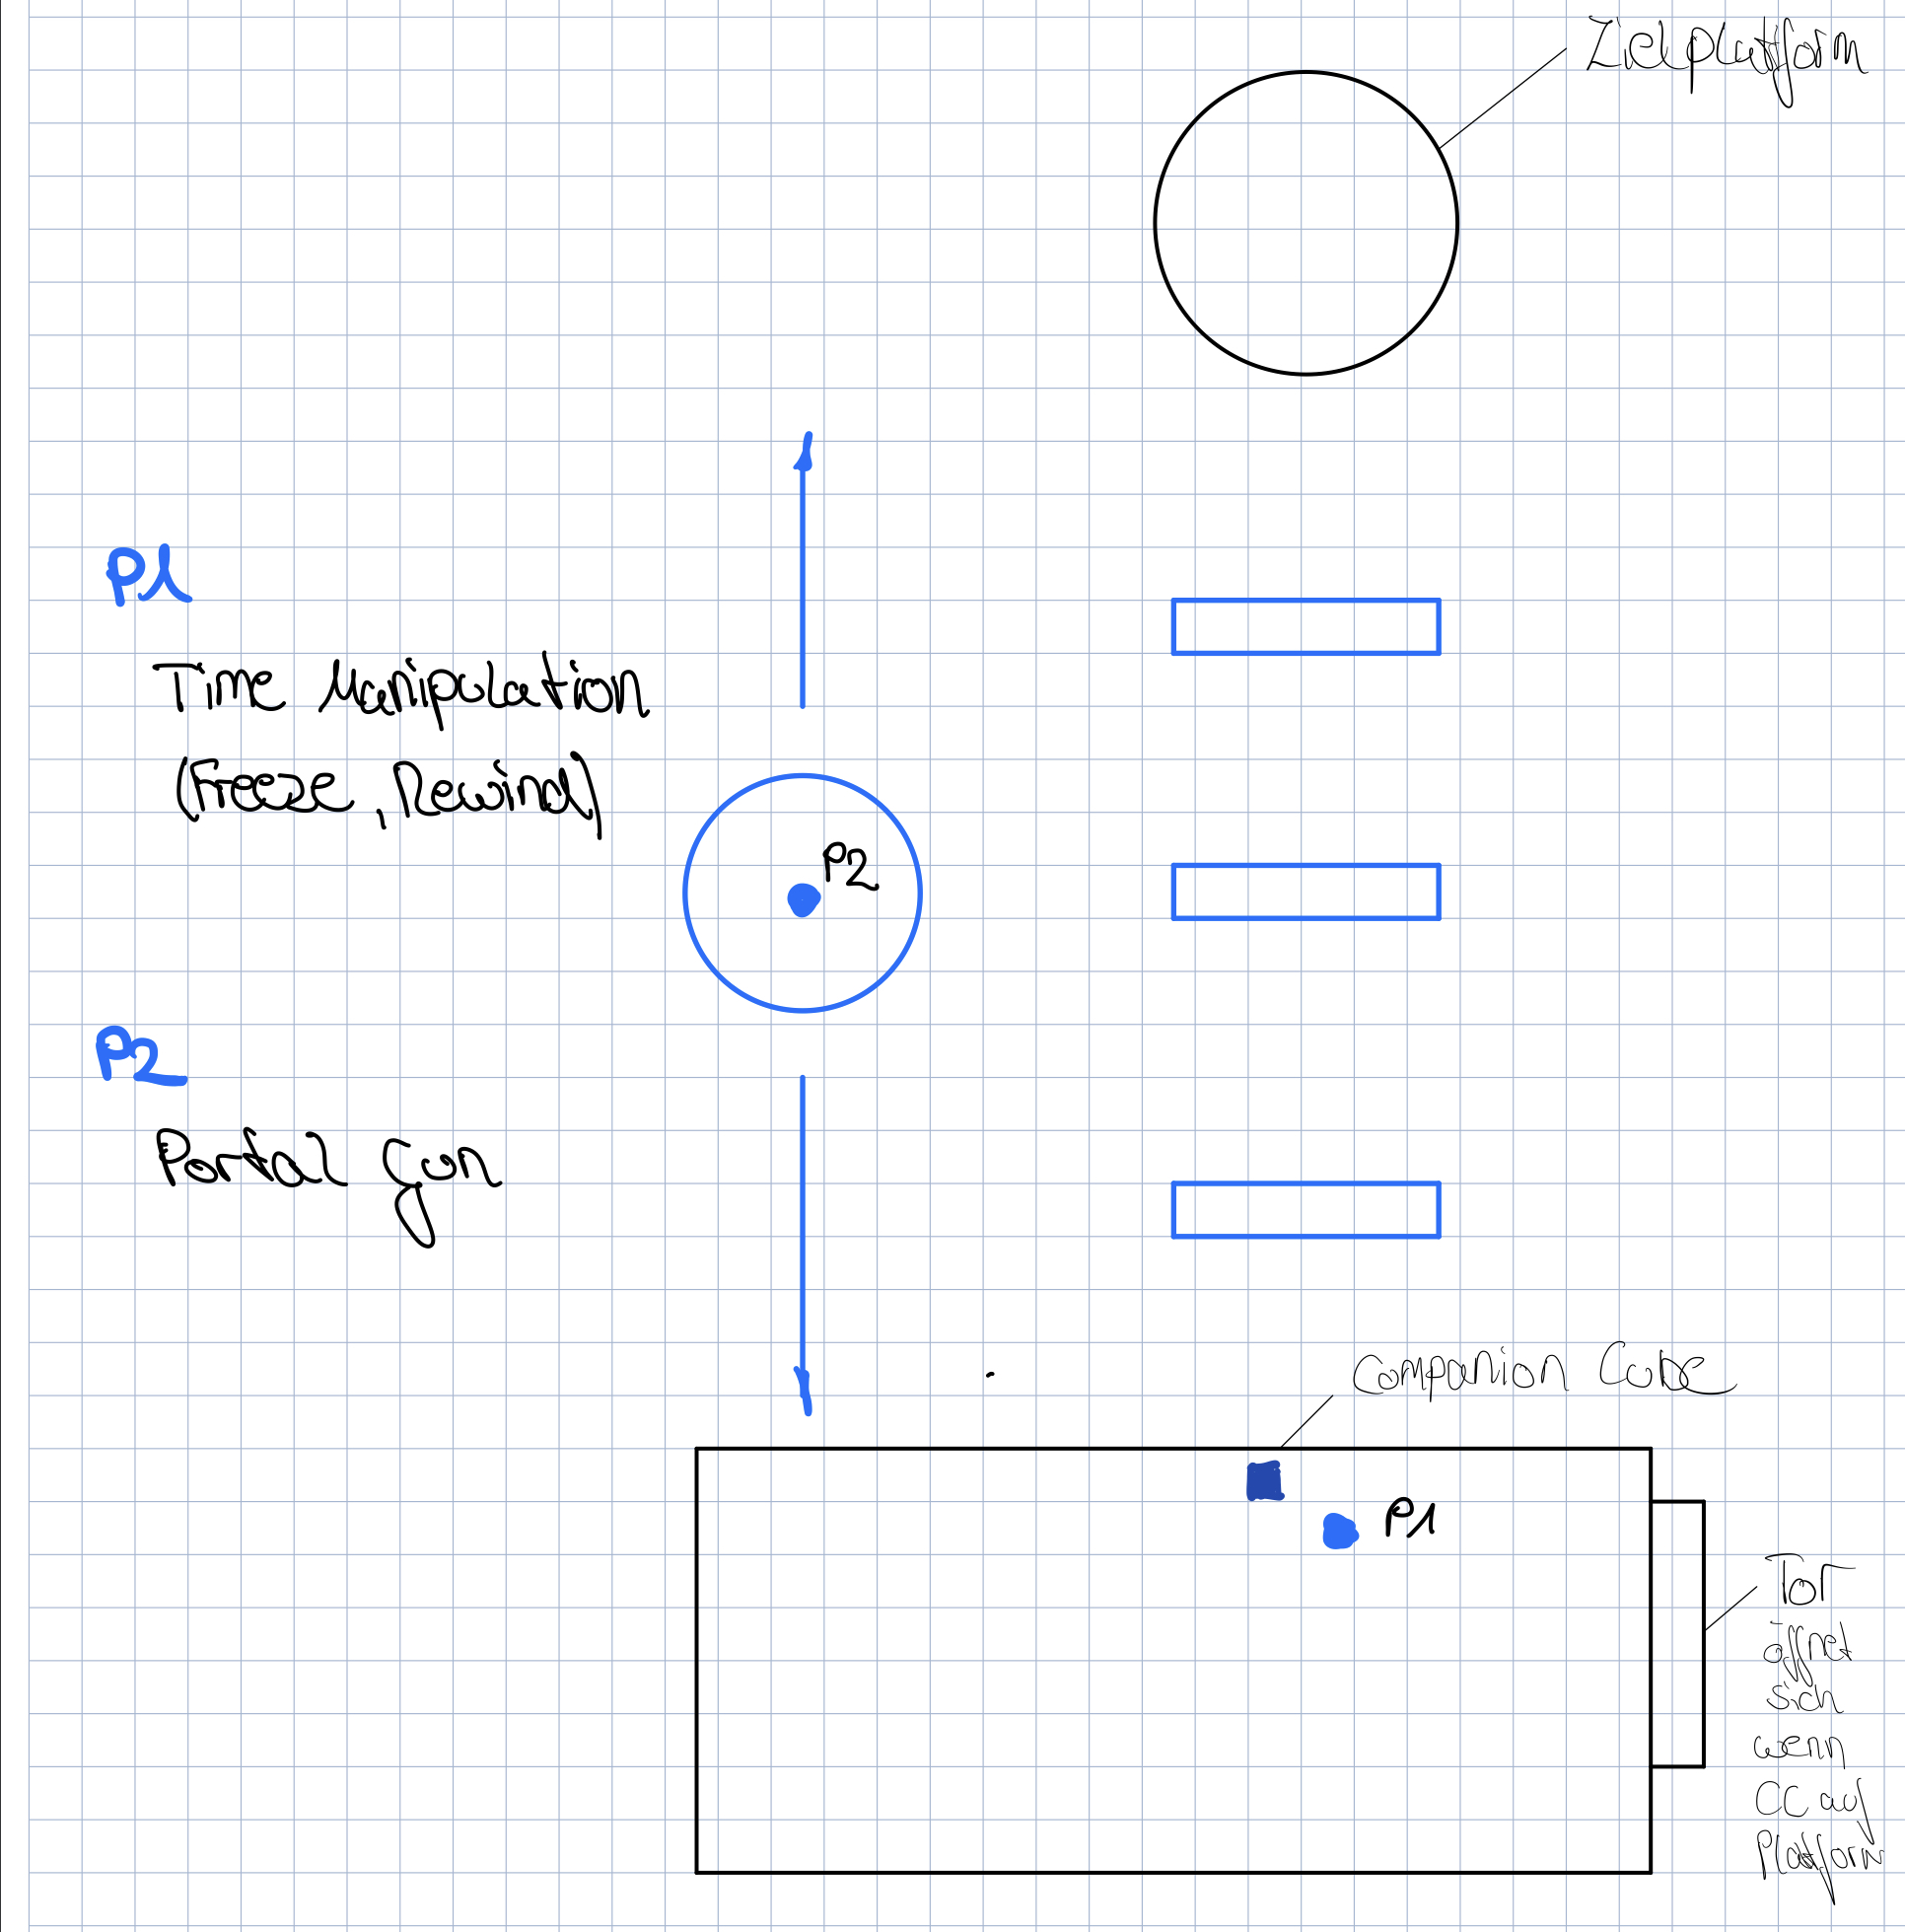 Zielplatform
P1
Time Manipulation
(Freeze, Rewind)
P2
P2
Portal Gun
Companion Cube
P1
Tor
öffnet
sich
wenn
CC auf
Platform